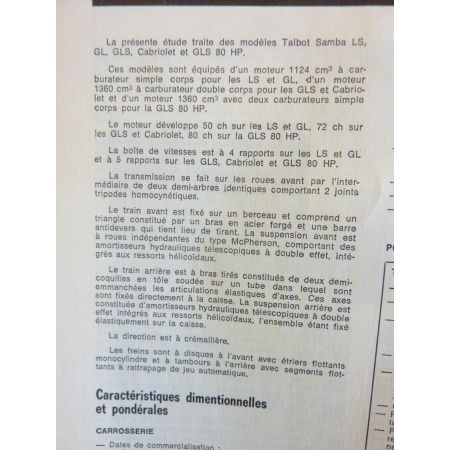 La présente étude traite des modèles Talbot Samba LS,
GL, GLS, Cabriolet et GLS 80 HP.
Ces modèles sont équipés d'un moteur 1124 cm³ à car-
burateur simple corps pour les LS et GL, d'un moteur
1360 cm³ à carburateur double corps pour les GLS et Cabrio-
let et d'un moteur 1360 cm³ avec deux carburateurs simple
corps pour la GLS 80 HP.
Le moteur développe 50 ch sur les LS et GL, 72 ch sur
les GLS et Cabriolet, 80 ch sur la GLS 80 HP.
La boîte de vitesses est à 4 rapports sur les LS et GL
et à 5 rapports sur les GLS, Cabriolet et GLS 80 HP.
La transmission se fait sur les roues avant par l'inter-
médiaire de deux demi-arbres identiques comportant 2 joints
tripodes homocynétiques.
Le train avant est fixé sur un berceau et comprend un
triangle constitué par un bras en acier forgé et une barre
antidevers qui tient lieu de tirant. La suspension avant est
à roues indépendantes du type McPherson, comportant des
amortisseurs hydrauliques télescopiques à double effet, inté-
grés aux ressorts hélicoïdaux.
Le train arrière est à bras tirés constitués de deux demi-
coquilles en tôle soudée sur un tube dans lequel sont
emmanchées les articulations élastiques d'axes. Ces axes
sont fixés directement à la caisse. La suspension arrière est
constituée d'amortisseurs hydrauliques télescopiques à double
effet intégrés aux ressorts hélicoïdaux, l'ensemble étant fixé
élastiquement sur la caisse.
La direction est à crémaillère.
Les freins sont à disques à l'avant avec étriers flottants
monocylindre et à tambours à l'arrière avec segments flot-
tants à rattrapage de jeu automatique.
Caractéristiques dimentionnelles
et pondérales
CARROSSERIE
— Dates de commercialisation :